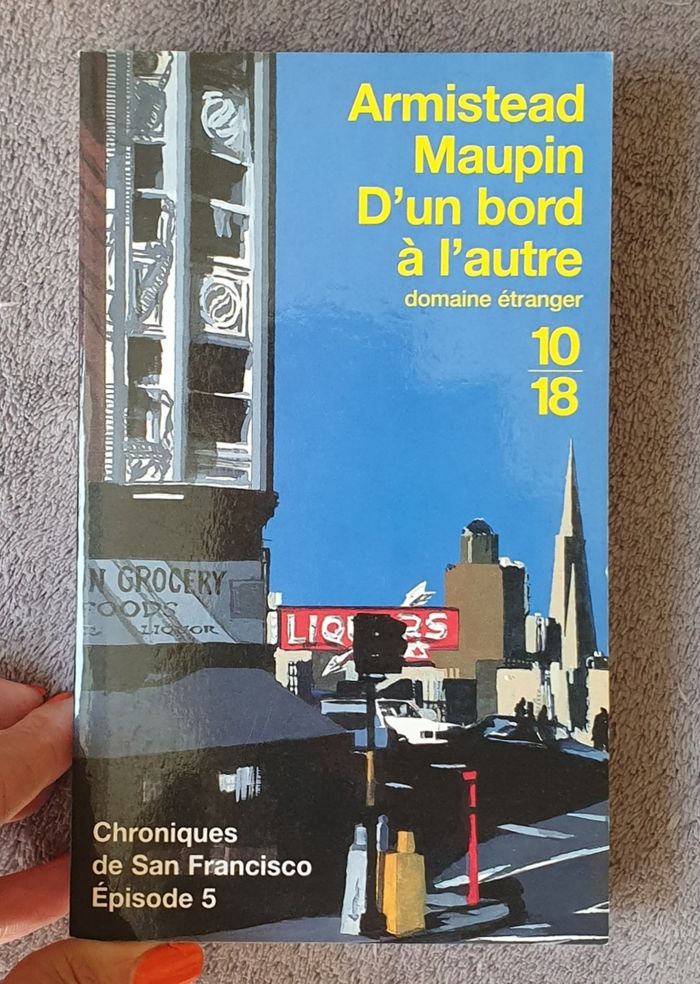 Armistead
Maupin
D'un bord
à l'autre
domaine étranger
10
18
N GROCERY
FOODS
LIQUOR
LIQUORS
Chroniques
de San Francisco
Épisode 5